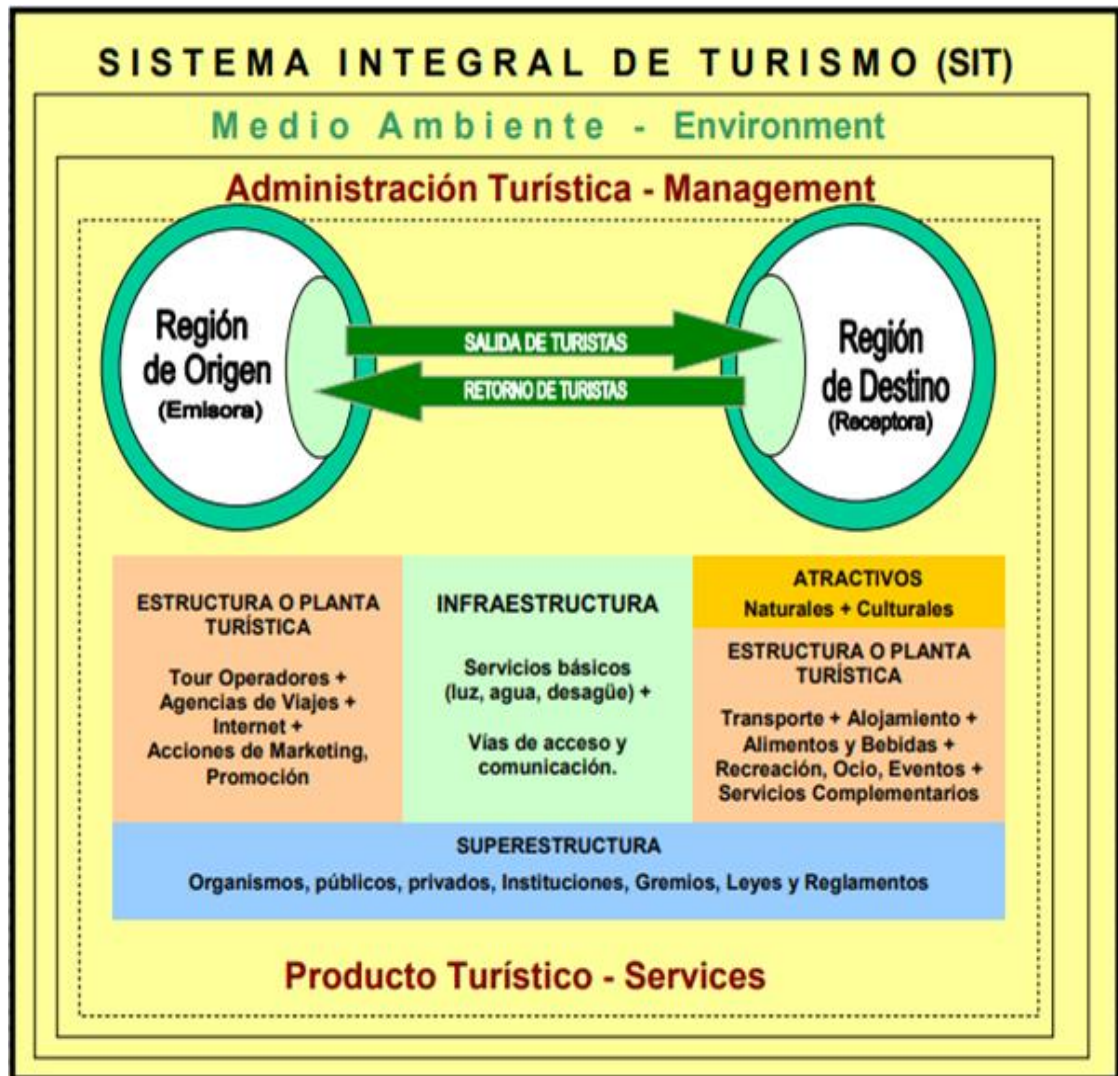 SISTEMA INTEGRAL DE TURISMO (SIT)
Medio Ambiente - Environment
Administración Turística - Management
Región
de Origen
(Emisora)
SALIDA DE TURISTAS
RETORNO DE TURISTAS
Región
de Destino
(Receptora)
ESTRUCTURA O PLANTA
TURÍSTICA
Tour Operadores +
Agencias de Viajes +
Internet +
Acciones de Marketing,
Promoción
INFRAESTRUCTURA
Servicios básicos
(luz, agua, desagüe) +
Vías de acceso y
comunicación.
ATRACTIVOS
Naturales + Culturales
ESTRUCTURA O PLANTA
TURÍSTICA
Transporte + Alojamiento +
Alimentos y Bebidas +
Recreación, Ocio, Eventos +
Servicios Complementarios
SUPERESTRUCTURA
Organismos, públicos, privados, Instituciones, Gremios, Leyes y Reglamentos
Producto Turístico - Services